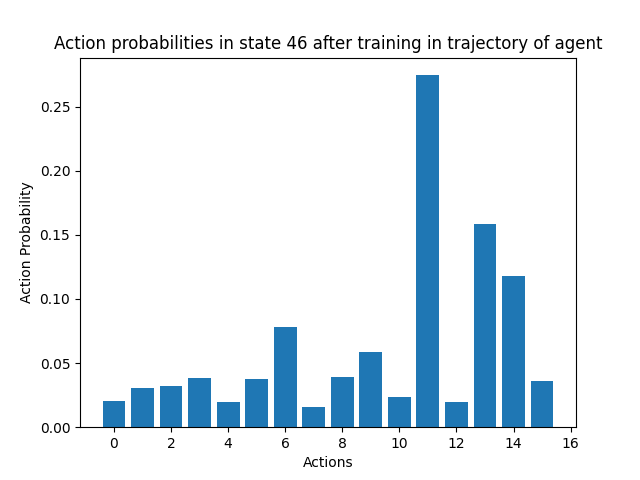 Action probabilities in state 46 after training in trajectory of agent
0.25
0.20
0.15
0.10
0.05
0.00
Action Probability
0 2 4 6 8 10 12 14 16
Actions